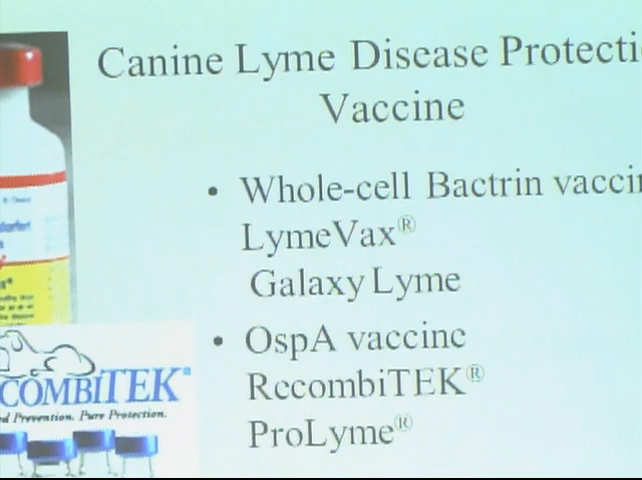 Canine Lyme Disease Protecti
Vaccine
• Whole-cell Bactrin vaccin
LymeVax®
Galaxy Lyme
• OspA vaccine
RecombiTEK®
ProLyme®
COMBITEK®
d Prevention. Pure Protection.